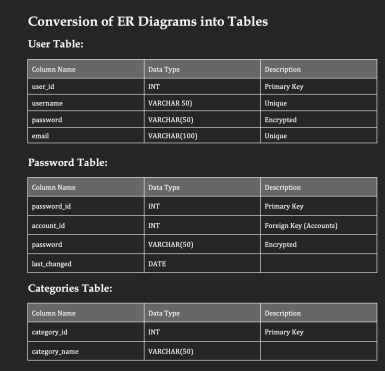 Conversion of ER Diagrams into Tables
User Table:
Column Name Data Type Description
user_id INT Primary Key
username VARCHAR 50) Unique
password VARCHAR(50) Encrypted
email VARCHAR(100) Unique
Password Table:
Column Name Data Type Description
password_id INT Primary Key
account_id INT Foreign Key (Accounts)
password VARCHAR(50) Encrypted
last_changed DATE
Categories Table:
Column Name Data Type Description
category_id INT Primary Key
category_name VARCHAR(50)